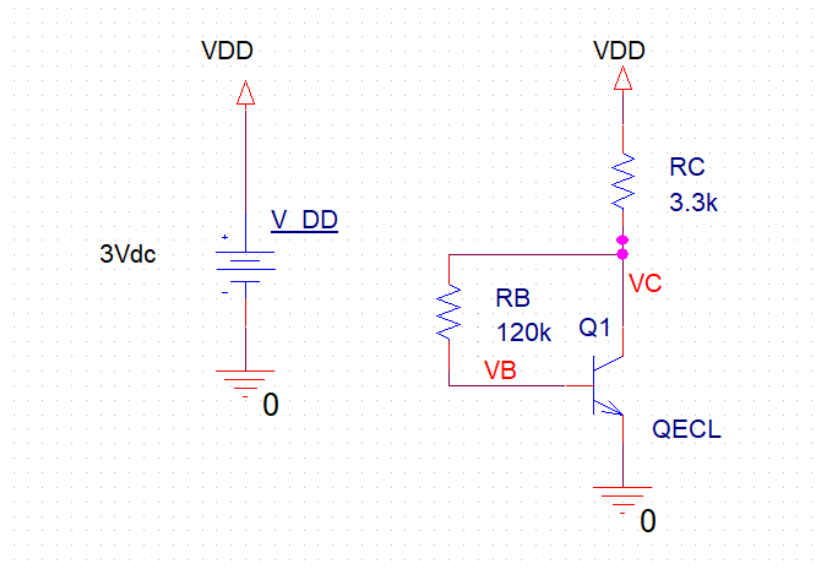 VDD
VDD
RC
3.3k
V_DD
+
3Vdc
-
VC
RB
120k
Q1
VB
0
QECL
0